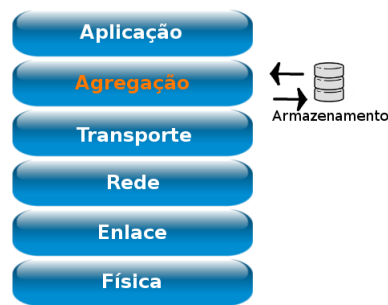 Aplicação
Agregação
Armazenamento
Transporte
Rede
Enlace
Física